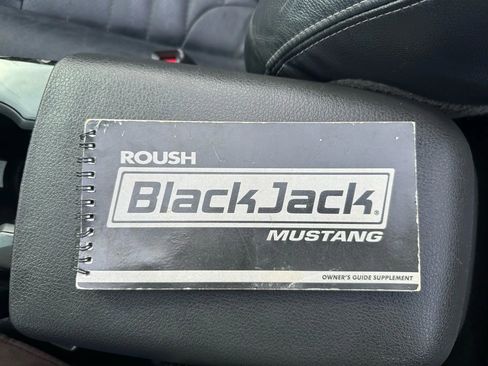 ROUSH
BlackJack®
MUSTANG
OWNER'S GUIDE SUPPLEMENT